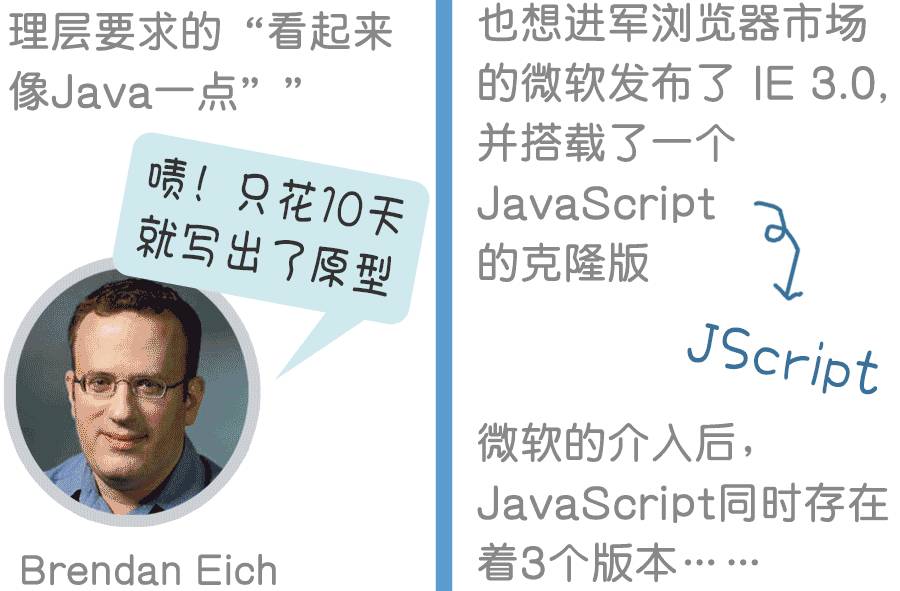 理层要求的“看起来
像Java一点””
啧！只花10天
就写出了原型
Brendan Eich
也想进军浏览器市场
的微软发布了 IE 3.0,
并搭载了一个
JavaScript
的克隆版
JScript
微软的介入后，
JavaScript同时存在
着3个版本……